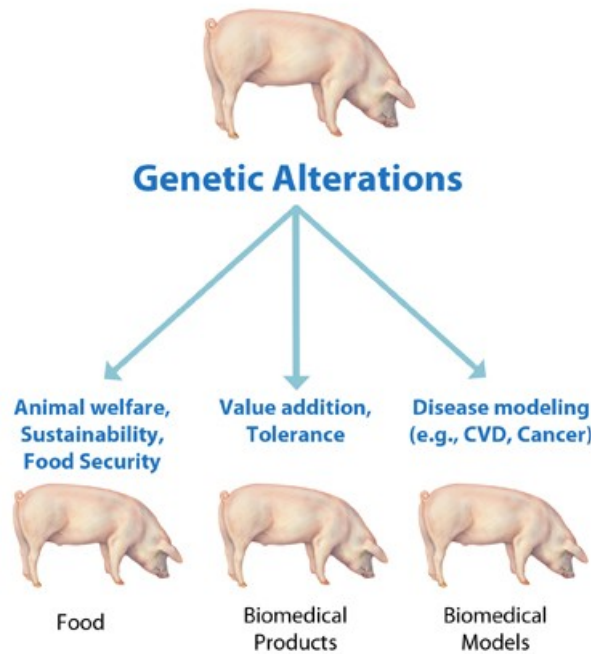 Genetic Alterations
Animal welfare,
Sustainability,
Food Security
Value addition,
Tolerance
Disease modeling
(e.g., CVD, Cancer)
Food
Biomedical
Products
Biomedical
Models